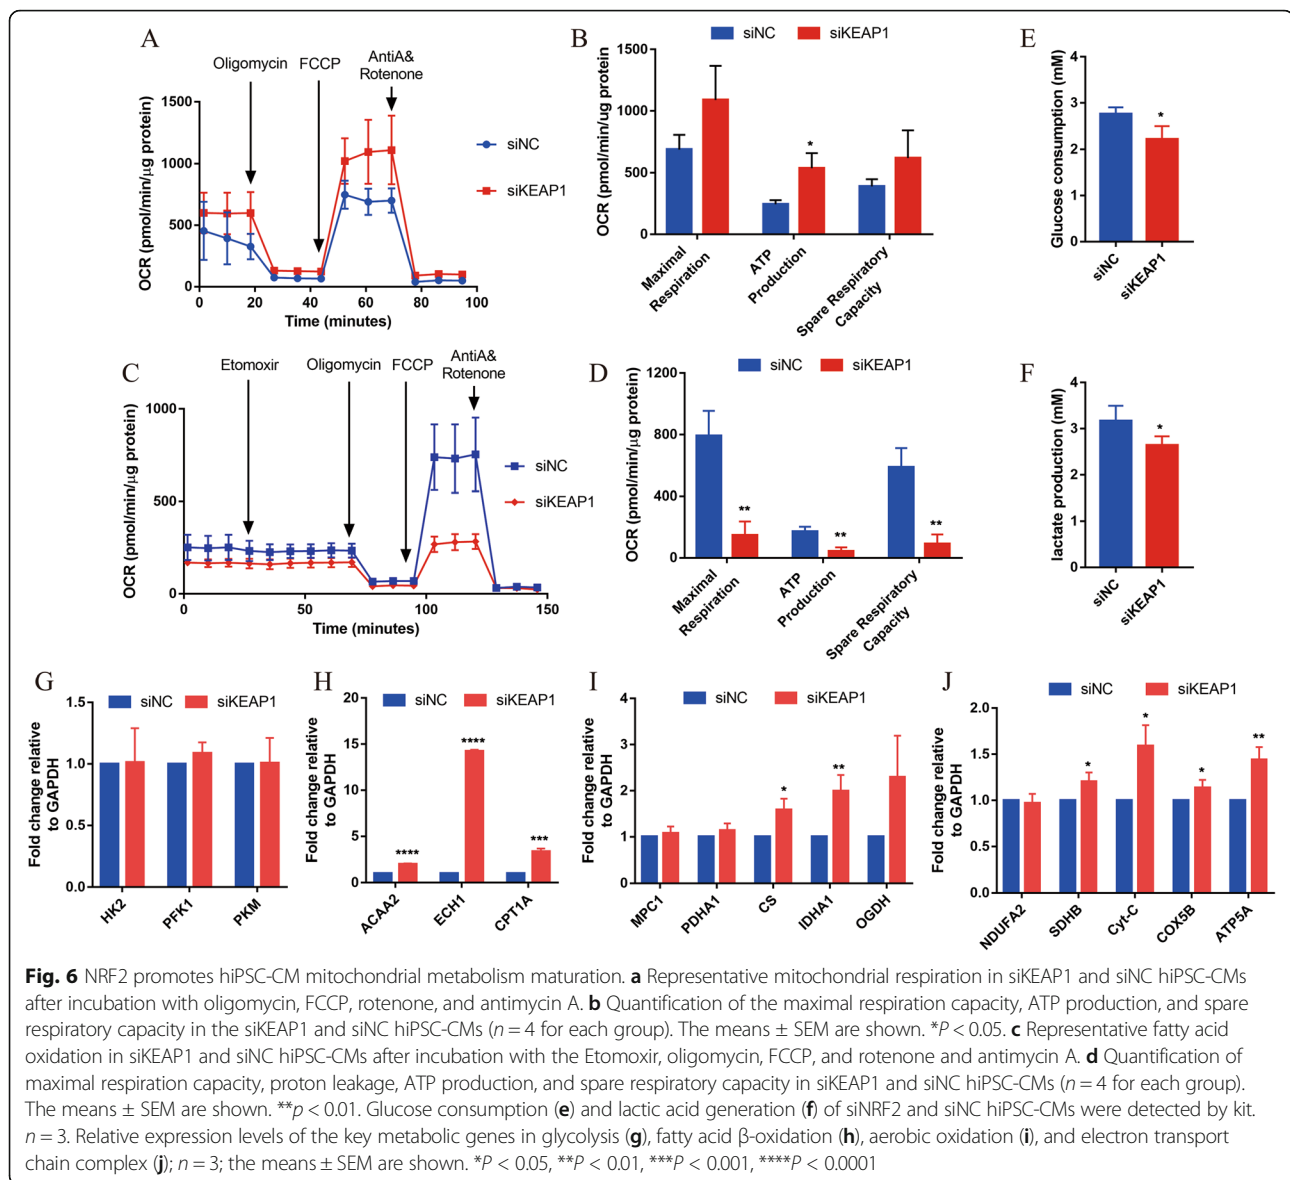 A
Oligomycin
FCCP
AntiA&
Rotenone
OCR (pmol/min/µg protein)
1500
1000
500
0
0
20
40
60
80
100
Time (minutes)
siNC
siKEAP1
B
siNC
siKEAP1
OCR (pmol/min/ug protein)
1500
1000
500
0
*
Maximal
Respiration
ATP
Production
Spare Respiratory
Capacity
E
Glucose consumption (mM)
4
3
2
1
0
*
siNC
siKEAP1
C
Etomoxir
Oligomycin
FCCP
AntiA&
Rotenone
OCR (pmol/min/µg protein)
1000
500
0
0
50
100
150
Time (minutes)
siNC
siKEAP1
D
siNC
siKEAP1
OCR (pmol/min/µg protein)
1200
800
400
0
**
**
**
Maximal
Respiration
ATP
Production
Spare Respiratory
Capacity
F
lactate production (mM)
4
3
2
1
0
*
siNC
siKEAP1
G
siNC
siKEAP1
Fold change relative
to GAPDH
1.5
1.0
0.5
0.0
HK2
PFK1
PKM
H
siNC
siKEAP1
Fold change relative
to GAPDH
20
15
10
5
0
****
****
***
ACAA2
ECH1
CPT1A
I
siNC
siKEAP1
Fold change relative
to GAPDH
4
3
2
1
0
*
**
MPC1
PDHA1
CS
IDHA1
OGDH
J
siNC
siKEAP1
Fold change relative
to GAPDH
2.0
1.5
1.0
0.5
0.0
*
*
*
**
NDUFA2
SDHB
Cyt-C
COX5B
ATP5A
Fig. 6 NRF2 promotes hiPSC-CM mitochondrial metabolism maturation. a Representative mitochondrial respiration in siKEAP1 and siNC hiPSC-CMs
after incubation with oligomycin, FCCP, rotenone, and antimycin A. b Quantification of the maximal respiration capacity, ATP production, and spare
respiratory capacity in the siKEAP1 and siNC hiPSC-CMs (n = 4 for each group). The means ± SEM are shown. *P < 0.05. c Representative fatty acid
oxidation in siKEAP1 and siNC hiPSC-CMs after incubation with the Etomoxir, oligomycin, FCCP, and rotenone and antimycin A. d Quantification of
maximal respiration capacity, proton leakage, ATP production, and spare respiratory capacity in siKEAP1 and siNC hiPSC-CMs (n = 4 for each group).
The means ± SEM are shown. **p < 0.01. Glucose consumption (e) and lactic acid generation (f) of siNRF2 and siNC hiPSC-CMs were detected by kit.
n = 3. Relative expression levels of the key metabolic genes in glycolysis (g), fatty acid β-oxidation (h), aerobic oxidation (i), and electron transport
chain complex (j); n = 3; the means ± SEM are shown. *P < 0.05, **P < 0.01, ***P < 0.001, ****P < 0.0001